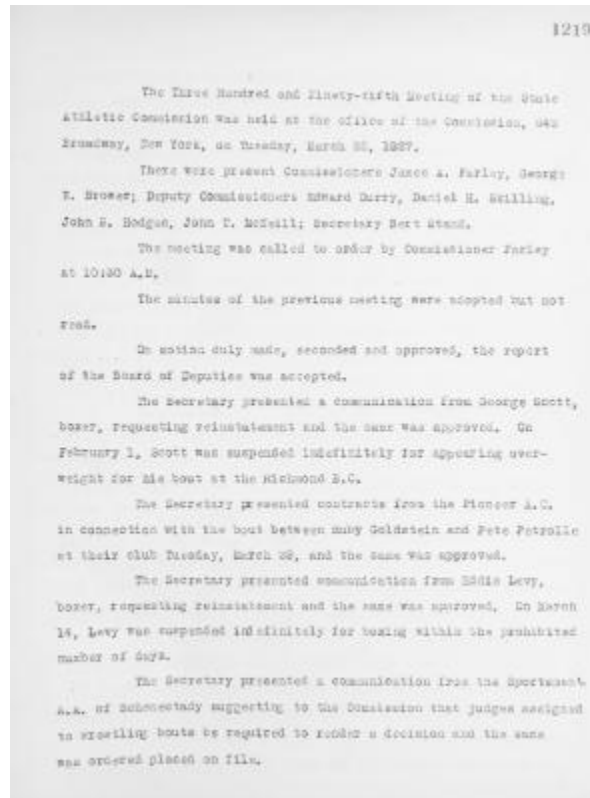 1219
The Three Hundred and Ninety-fifth Meeting of the State
Athletic Commission was held at the office of the Commission,
Broadway, New York, on Tuesday, March 1927.
There were present Commissioners James A. Farley, George
E. Brower; Deputy Commissioners Edward Curry, Daniel H. Skilling,
John E. Hodgen, John T. McNeill; Secretary Bert Stand.
The meeting was called to order by Commissioner Farley
at 10:30 A.M.
The minutes of the previous meeting were adopted but not
read.
On motion duly made, seconded and approved, the report
of the Board of Deputies was accepted.
The Secretary presented a communication from George Scott,
boxer, requesting reinstatement and the same was approved. On
February 1, Scott was suspended indefinitely for appearing over-
weight for his bout at the Richmond B.C.
The Secretary presented contracts from the Pioneer A.C.
in connection with the bout between Ruby Goldstein and Pete Petrolle
at their club Tuesday, March and the same was approved.
The Secretary presented communication from Eddie Levy,
boxer, requesting reinstatement and the same was approved. On March
14, Levy was suspended indefinitely for boxing within the prohibited
number of days.
The Secretary presented a communication from the Sportsment
A.A. of Schenectady suggesting to the Commission that judges assigned
to wrestling bouts be required to render a decision and the same
was ordered placed on file.